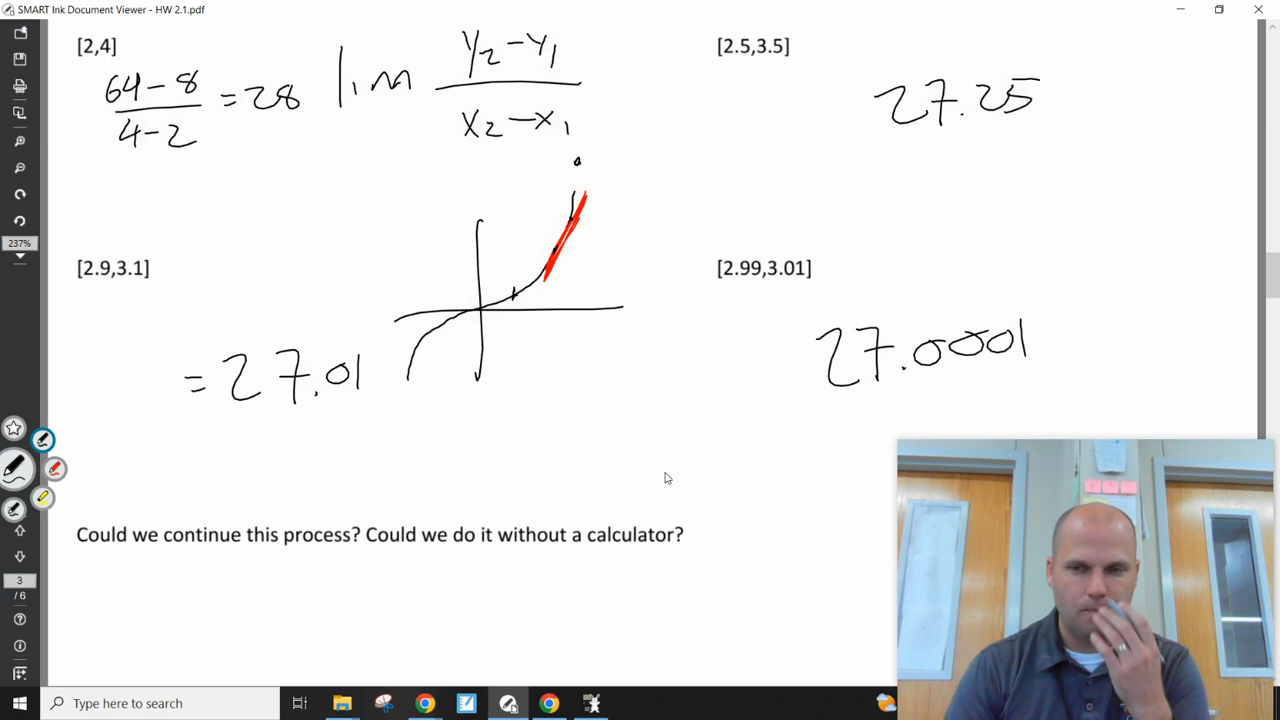 SMART Ink Document Viewer - HW 2.1.pdf
[2,4]
64-8
4-2
=28
lim
y2-y1
x2-x1
[2.5,3.5]
27.25
237%
[2.9,3.1]
=27.01
[2.99,3.01]
27.0001
Could we continue this process? Could we do it without a calculator?
3
/ 6
Type here to search